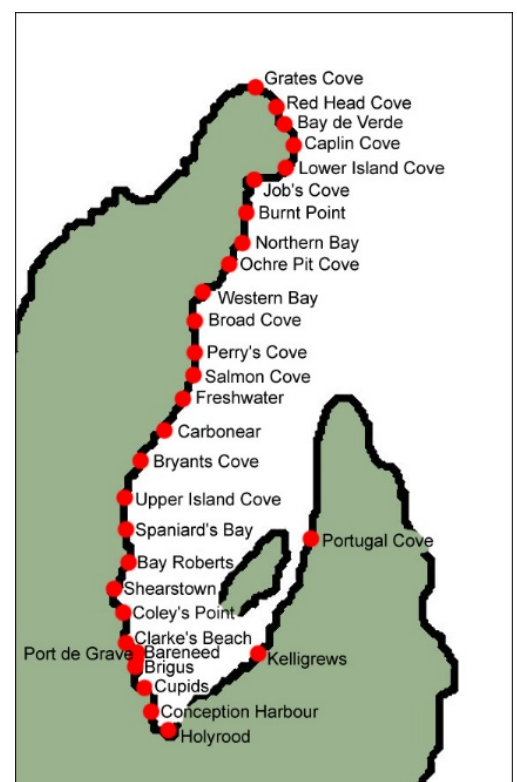 Grates Cove
Red Head Cove
Bay de Verde
Caplin Cove
Lower Island Cove
Job's Cove
Burnt Point
Northern Bay
Ochre Pit Cove
Western Bay
Broad Cove
Perry's Cove
Salmon Cove
Freshwater
Carbonear
Bryants Cove
Upper Island Cove
Spaniard's Bay
Portugal Cove
Bay Roberts
Shearstown
Coley's Point
Clarke's Beach
Port de Grave
Bareneed
Kelligrews
Brigus
Cupids
Conception Harbour
Holyrood